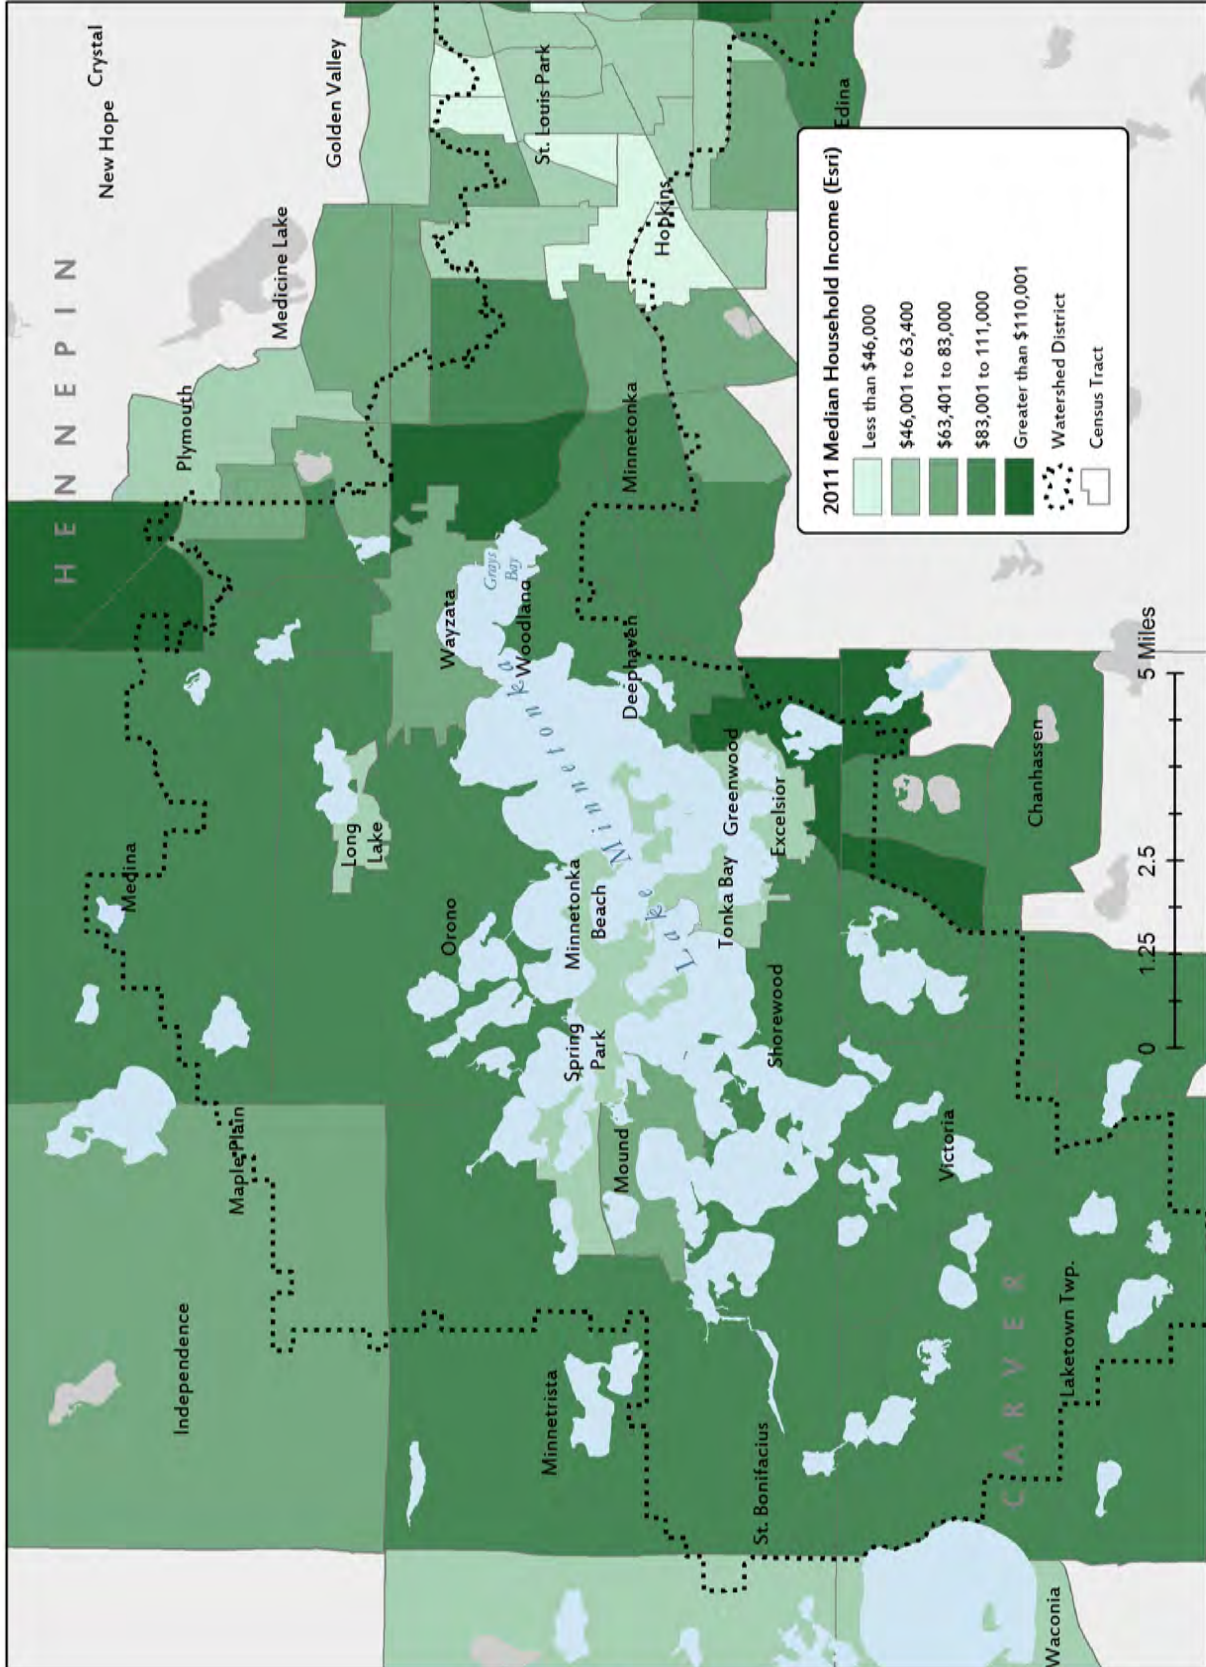 HENNEPIN
New Hope
Crystal
Golden Valley
Medicine Lake
Plymouth
St. Louis Park
Edina
Hopkins
Minnetonka
Wayzata
Grays
Bay
Woodland
Deephaven
Medina
Long
Lake
Orono
Minnetonka
Beach
Lake Minnetonka
Greenwood
Excelsior
Tonka Bay
Chanhassen
Spring
Park
Shorewood
Maple Plain
Mound
Victoria
Independence
Minnetrista
St. Bonifacius
CARVER
Laketown Twp.
Waconia
2011 Median Household Income (Esri)
Less than $46,000
$46,001 to 63,400
$63,401 to 83,000
$83,001 to 111,000
Greater than $110,001
Watershed District
Census Tract
0 1.25 2.5 5 Miles